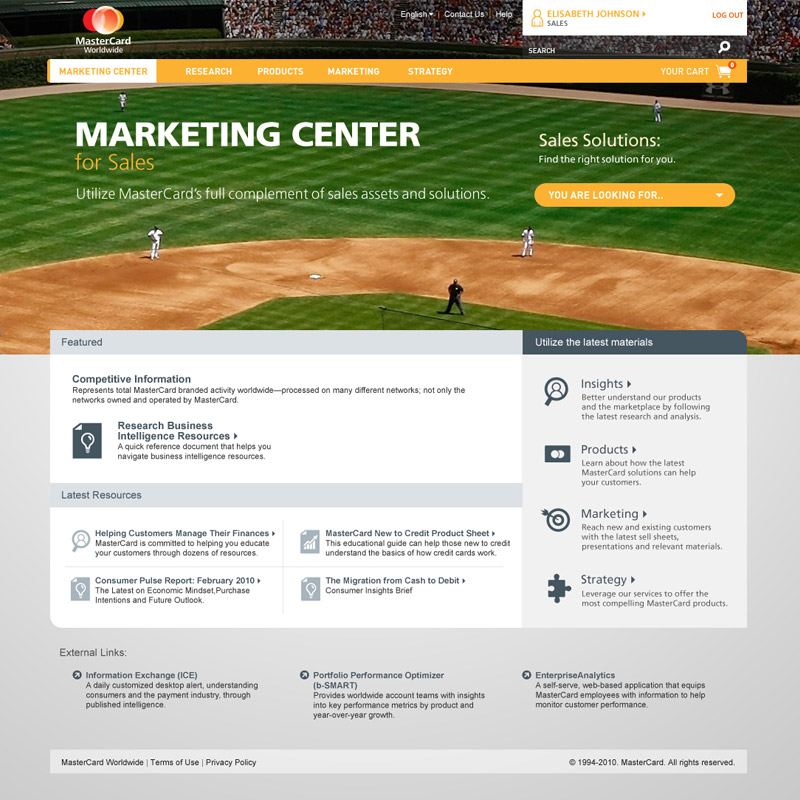 MasterCard
Worldwide
English | Contact Us | Help
ELISABETH JOHNSON
SALES
LOG OUT
SEARCH
MARKETING CENTER
RESEARCH
PRODUCTS
MARKETING
STRATEGY
YOUR CART
0
MARKETING CENTER
for Sales
Utilize MasterCard's full complement of sales assets and solutions.
Sales Solutions:
Find the right solution for you.
YOU ARE LOOKING FOR..
Featured
Competitive Information
Represents total MasterCard branded activity worldwide—processed on many different networks; not only the
networks owned and operated by MasterCard.
Research Business
Intelligence Resources
A quick reference document that helps you
navigate business intelligence resources.
Latest Resources
Helping Customers Manage Their Finances
MasterCard is committed to helping you educate
your customers through dozens of resources.
MasterCard New to Credit Product Sheet
This educational guide can help those new to credit
understand the basics of how credit cards work.
Consumer Pulse Report: February 2010
The Latest on Economic Mindset,Purchase
Intentions and Future Outlook.
The Migration from Cash to Debit
Consumer Insights Brief
Utilize the latest materials
Insights
Better understand our products
and the marketplace by following
the latest research and analysis.
Products
Learn about how the latest
MasterCard solutions can help
your customers.
Marketing
Reach new and existing customers
with the latest sell sheets,
presentations and relevant materials.
Strategy
Leverage our services to offer the
most compelling MasterCard products.
External Links:
Information Exchange (ICE)
A daily customized desktop alert, understanding
consumers and the payment industry, through
published intelligence.
Portfolio Performance Optimizer
(b-SMART)
Provides worldwide account teams with insights
into key performance metrics by product and
year-over-year growth.
EnterpriseAnalytics
A self-serve, web-based application that equips
MasterCard employees with information to help
monitor customer performance.
MasterCard Worldwide | Terms of Use | Privacy Policy
© 1994-2010. MasterCard. All rights reserved.